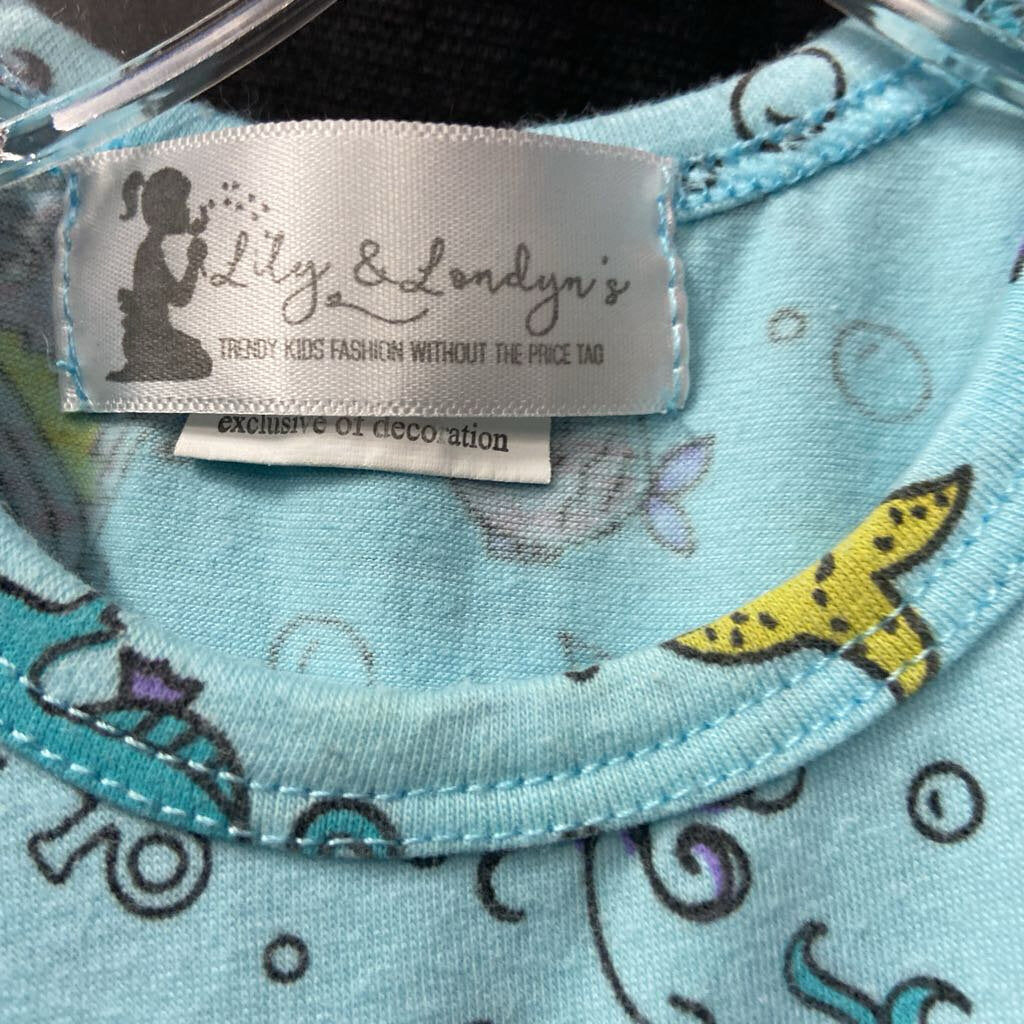 Lily & Londyn's
TRENDY KIDS FASHION WITHOUT THE PRICE TAG
exclusive of decoration